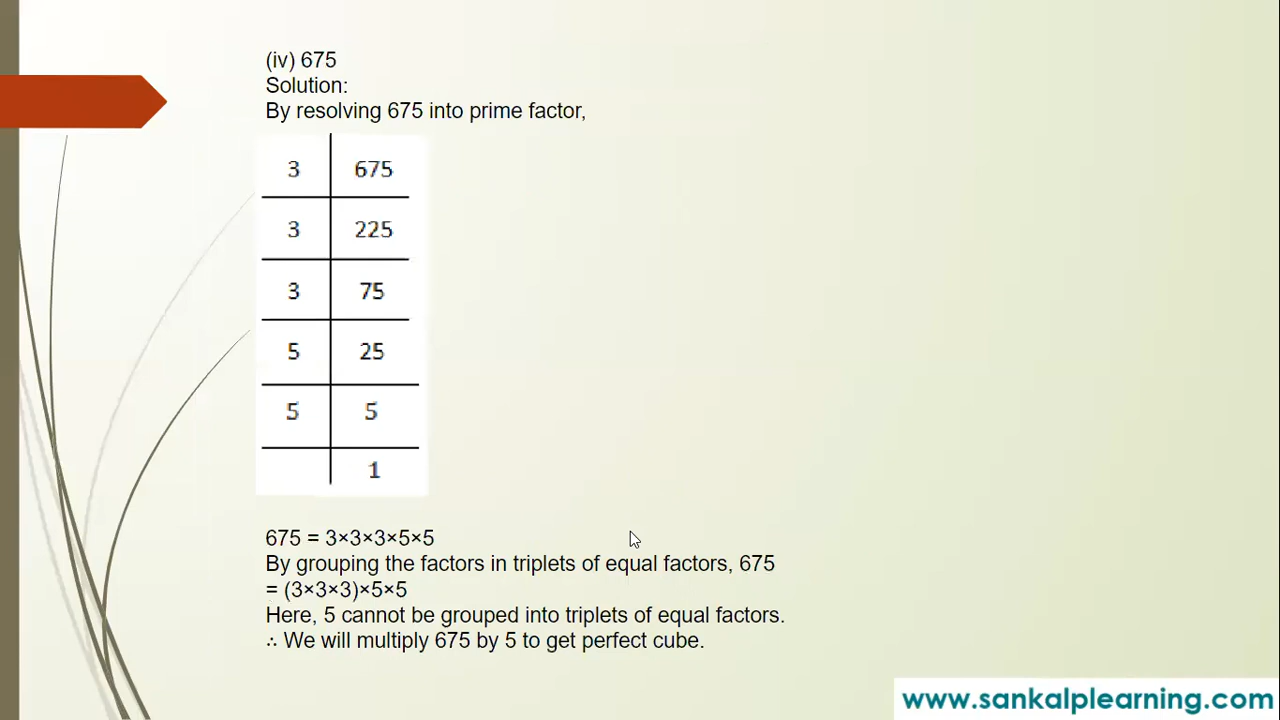 (iv) 675
Solution:
By resolving 675 into prime factor,
3 675
3 225
3 75
5 25
5 5
1
675 = 3×3×3×5×5
By grouping the factors in triplets of equal factors, 675
= (3×3×3)×5×5
Here, 5 cannot be grouped into triplets of equal factors.
∴ We will multiply 675 by 5 to get perfect cube.
www.sankalplearning.com